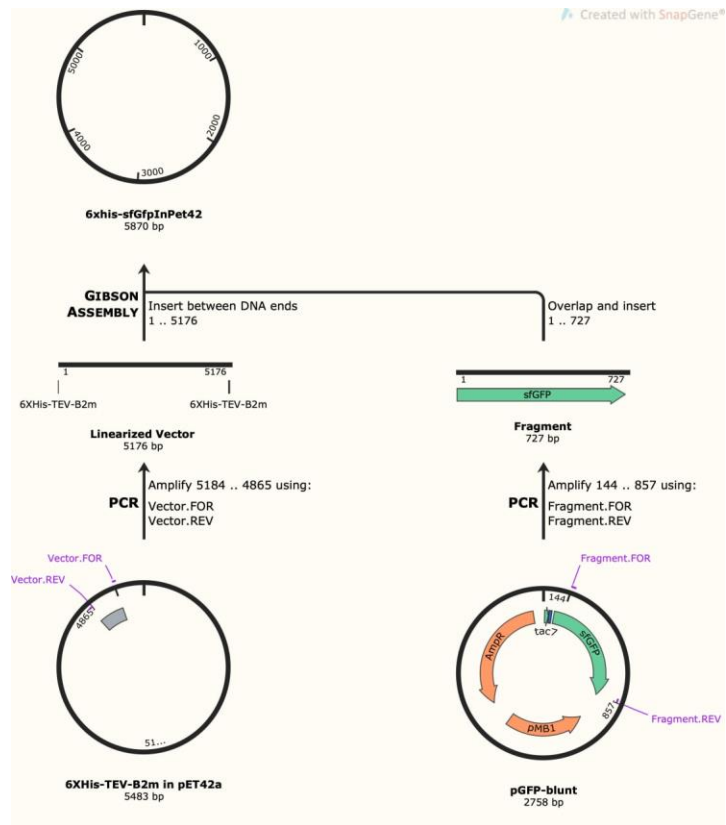 Created with SnapGene®
5000
1000
4000
2000
3000
6xhis-sfGfpInPet42
5870 bp
GIBSON ASSEMBLY
Insert between DNA ends
1 .. 5176
Overlap and insert
1 .. 727
1
5176
6XHis-TEV-B2m
6XHis-TEV-B2m
Linearized Vector
5176 bp
1
727
sfGFP
Fragment
727 bp
PCR
Amplify 5184 .. 4865 using:
Vector.FOR
Vector.REV
PCR
Amplify 144 .. 857 using:
Fragment.FOR
Fragment.REV
Vector.FOR
Vector.REV
4865
51...
6XHis-TEV-B2m in pET42a
5483 bp
Fragment.FOR
144
tac7
AmpR
sfGFP
pMB1
857
Fragment.REV
pGFP-blunt
2758 bp